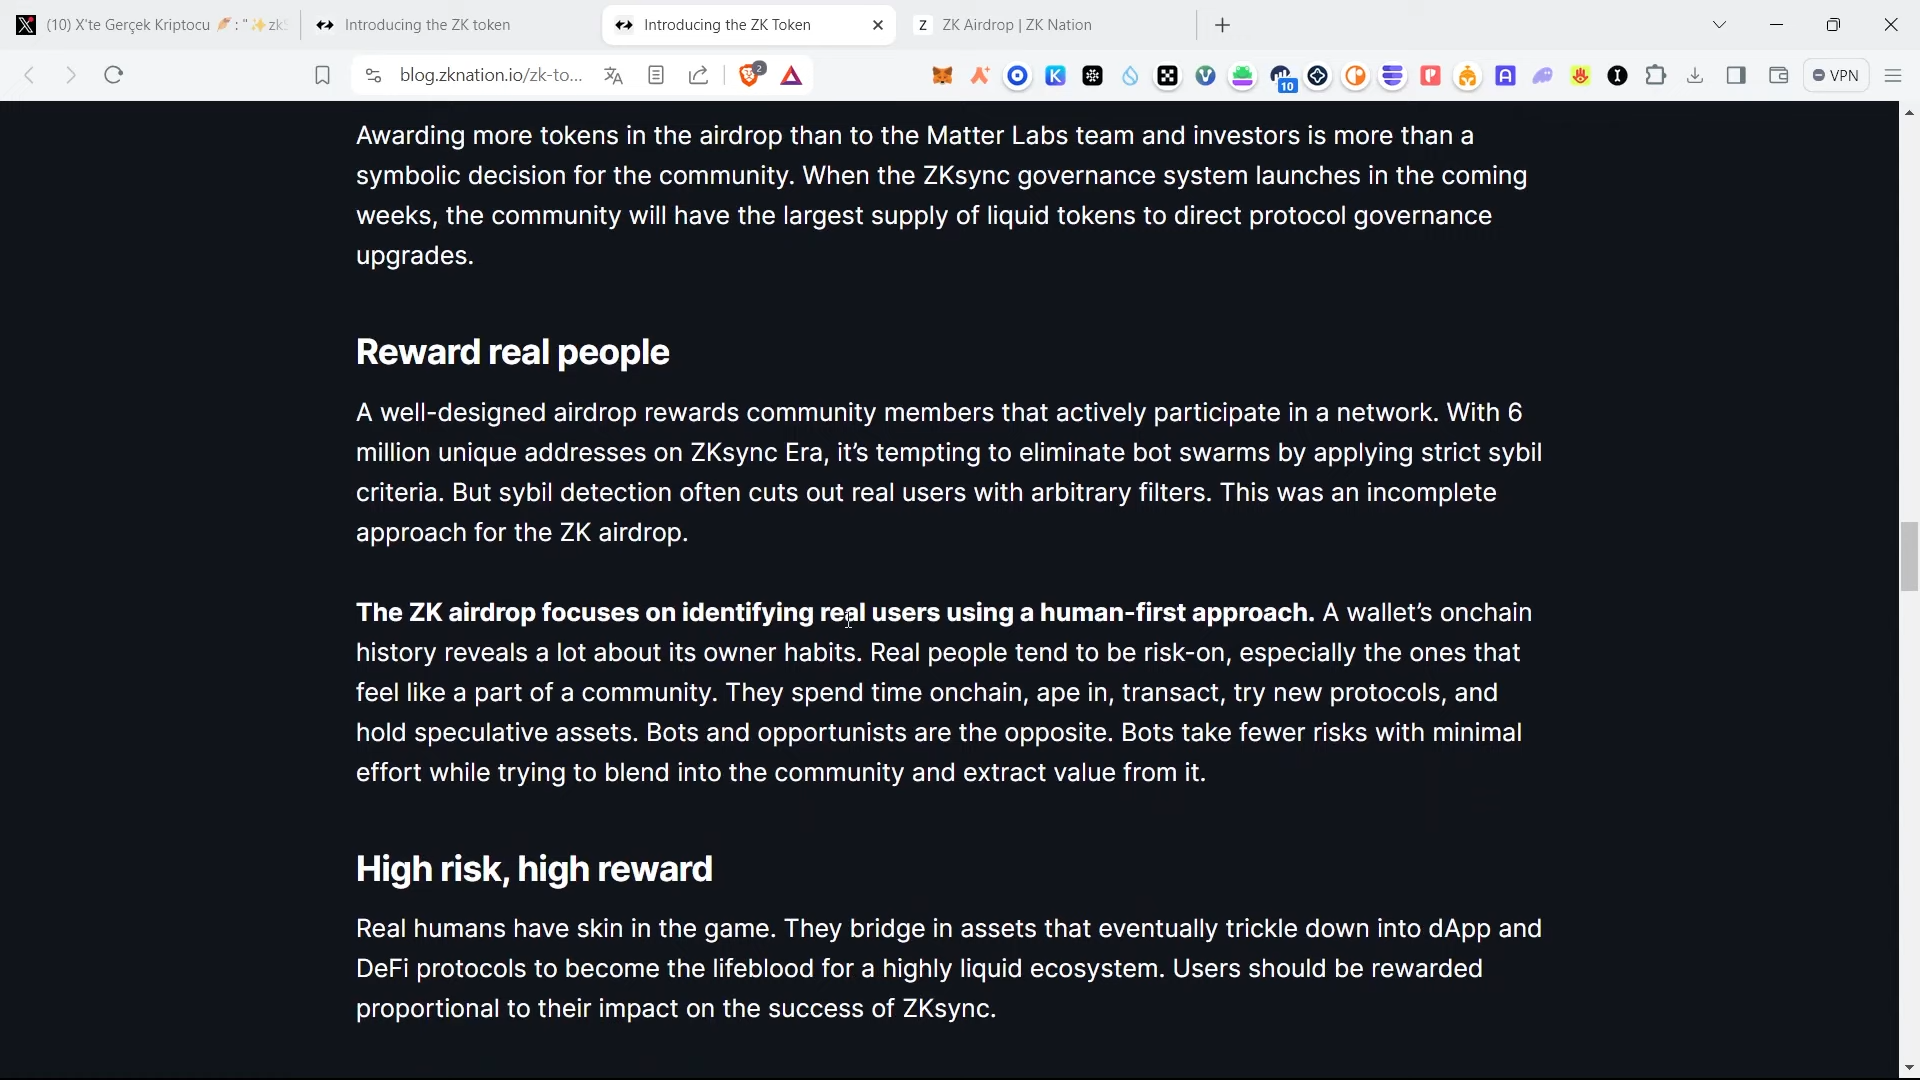 (10) X'te Gerçek Kriptocu 🪶: "✨zkS
Introducing the ZK token
Introducing the ZK Token
Z ZK Airdrop | ZK Nation
blog.zknation.io/zk-to...
2
10
VPN
Awarding more tokens in the airdrop than to the Matter Labs team and investors is more than a
symbolic decision for the community. When the ZKsync governance system launches in the coming
weeks, the community will have the largest supply of liquid tokens to direct protocol governance
upgrades.
Reward real people
A well-designed airdrop rewards community members that actively participate in a network. With 6
million unique addresses on ZKsync Era, it’s tempting to eliminate bot swarms by applying strict sybil
criteria. But sybil detection often cuts out real users with arbitrary filters. This was an incomplete
approach for the ZK airdrop.
The ZK airdrop focuses on identifying real users using a human-first approach. A wallet’s onchain
history reveals a lot about its owner habits. Real people tend to be risk-on, especially the ones that
feel like a part of a community. They spend time onchain, ape in, transact, try new protocols, and
hold speculative assets. Bots and opportunists are the opposite. Bots take fewer risks with minimal
effort while trying to blend into the community and extract value from it.
High risk, high reward
Real humans have skin in the game. They bridge in assets that eventually trickle down into dApp and
DeFi protocols to become the lifeblood for a highly liquid ecosystem. Users should be rewarded
proportional to their impact on the success of ZKsync.